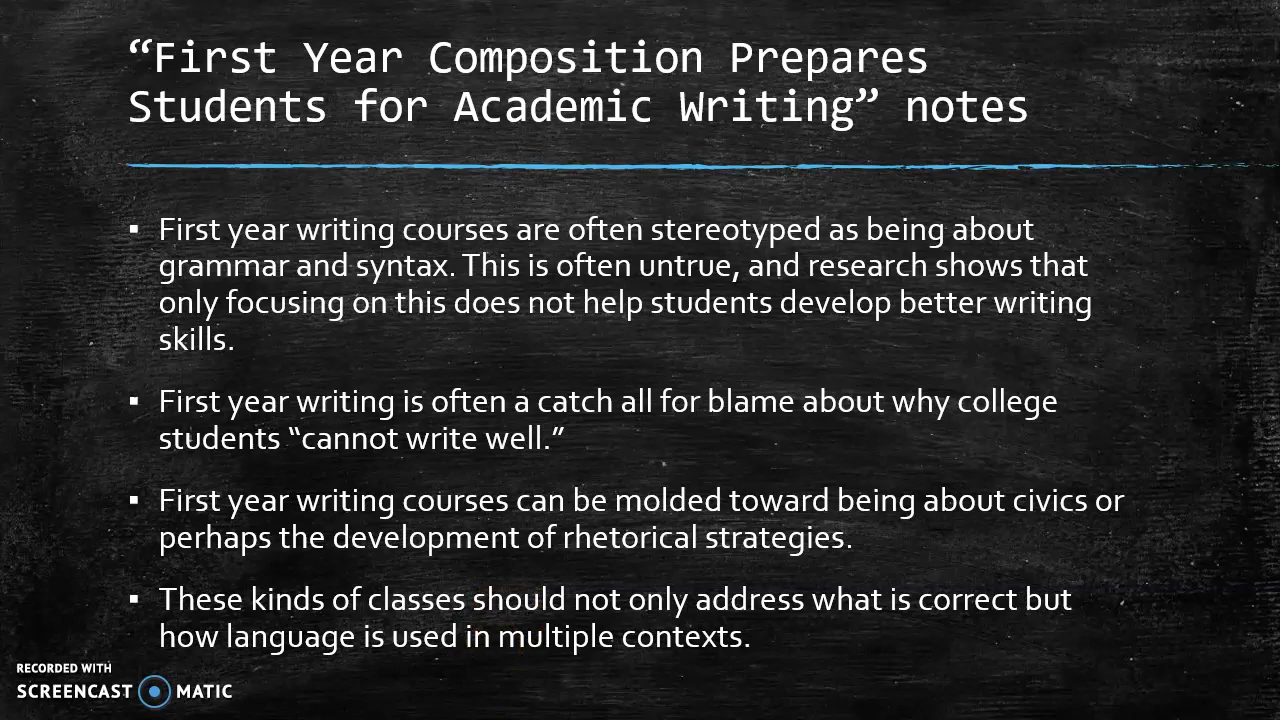 “First Year Composition Prepares
Students for Academic Writing” notes
▪ First year writing courses are often stereotyped as being about
grammar and syntax. This is often untrue, and research shows that
only focusing on this does not help students develop better writing
skills.
▪ First year writing is often a catch all for blame about why college
students “cannot write well.”
▪ First year writing courses can be molded toward being about civics or
perhaps the development of rhetorical strategies.
▪ These kinds of classes should not only address what is correct but
how language is used in multiple contexts.
RECORDED WITH
SCREENCAST MATIC